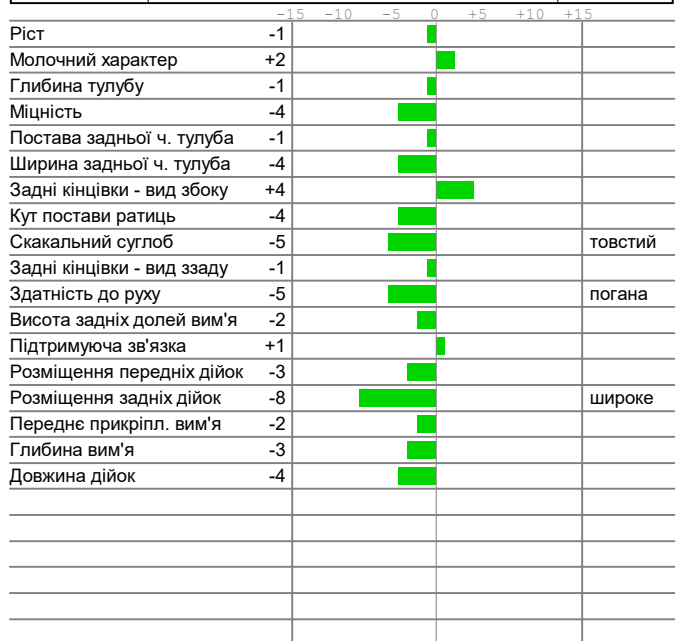 -15 -10 -5 0 +5 +10 +15
Ріст -1
Молочний характер +2
Глибина тулубу -1
Міцність -4
Постава задньої ч. тулуба -1
Ширина задньої ч. тулуба -4
Задні кінцівки - вид збоку +4
Кут постави ратиць -4
Скакальний суглоб -5 товстий
Задні кінцівки - вид ззаду -1
Здатність до руху -5 погана
Висота задніх долей вим'я -2
Підтримуюча зв'язка +1
Розміщення передніх дійок -3
Розміщення задніх дійок -8 широке
Переднє прикріпл. вим'я -2
Глибина вим'я -3
Довжина дійок -4